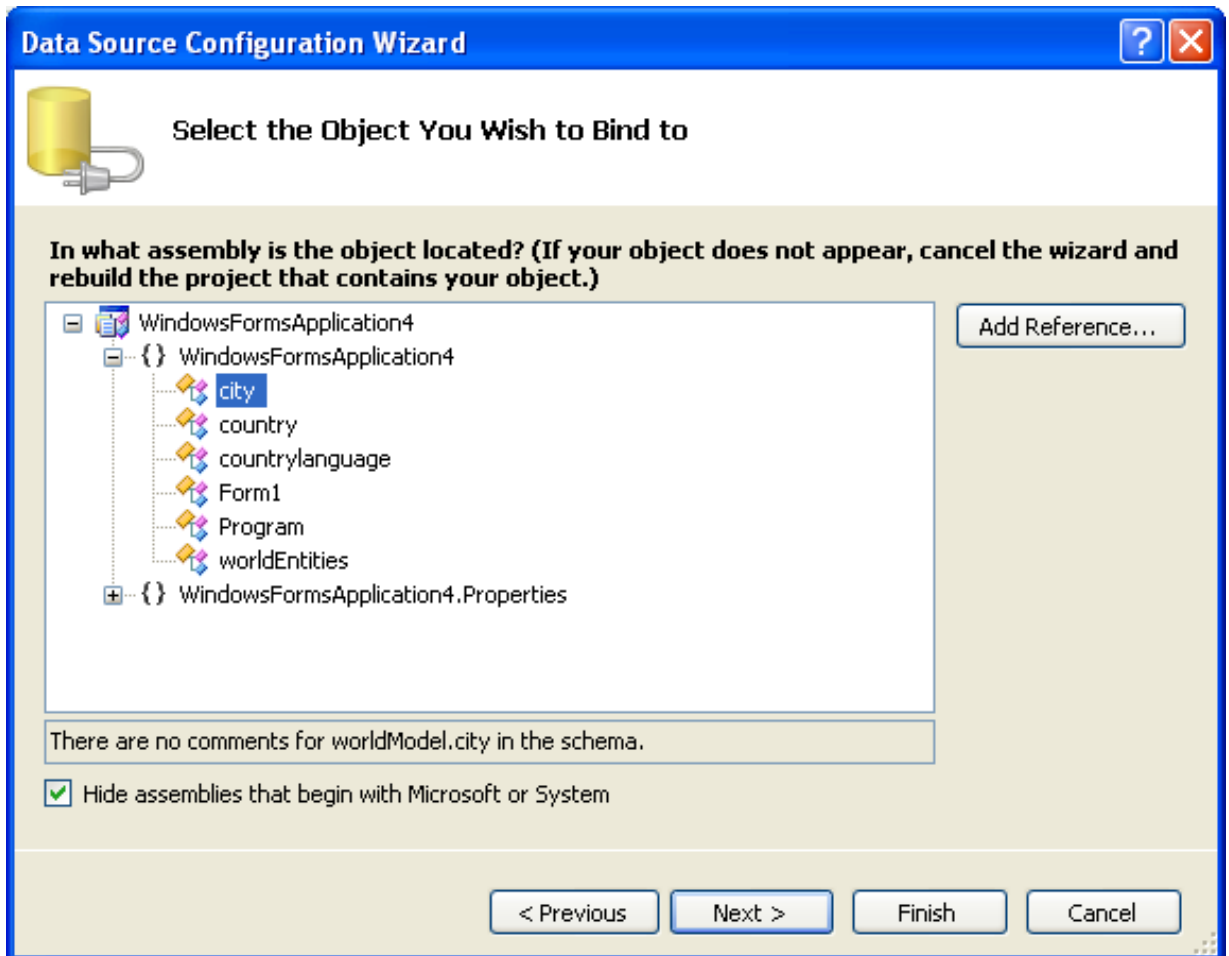 Data Source Configuration Wizard
Select the Object You Wish to Bind to
In what assembly is the object located? (If your object does not appear, cancel the wizard and
rebuild the project that contains your object.)
WindowsFormsApplication4
Add Reference...
{} WindowsFormsApplication4
city
country
countrylanguage
Form1
Program
worldEntities
{} WindowsFormsApplication4.Properties
There are no comments for worldModel.city in the schema.
Hide assemblies that begin with Microsoft or System
< Previous
Next >
Finish
Cancel